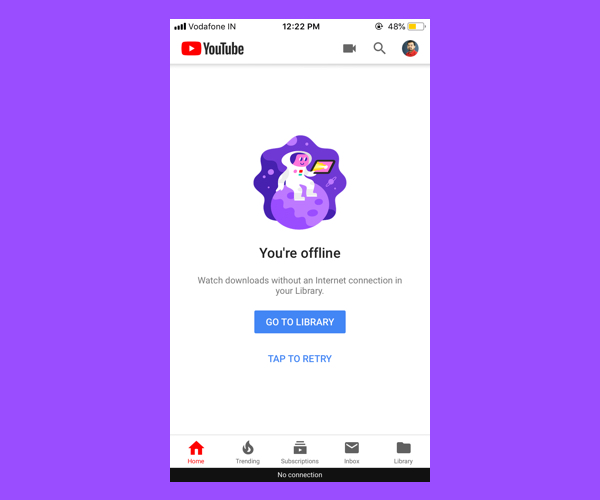 Vodafone IN 12:22 PM 48%
YouTube
You're offline
Watch downloads without an Internet connection in
your Library.
GO TO LIBRARY
TAP TO RETRY
Home Trending Subscriptions Inbox Library
No connection